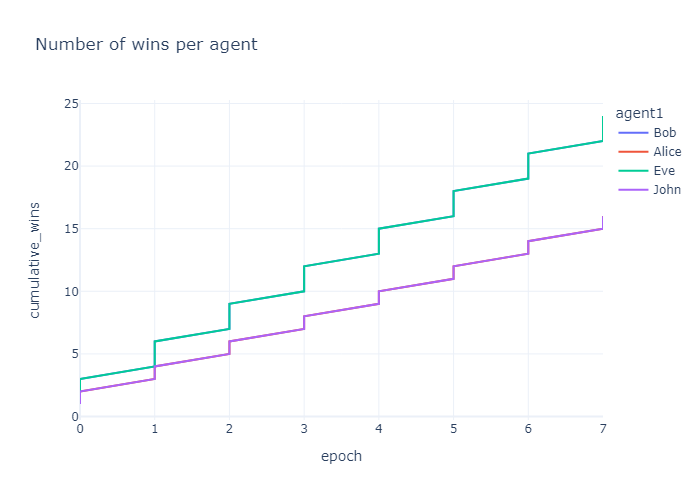 Number of wins per agent
agent1
Bob
Alice
Eve
John
cumulative_wins
25
20
15
10
5
0
0 1 2 3 4 5 6 7
epoch